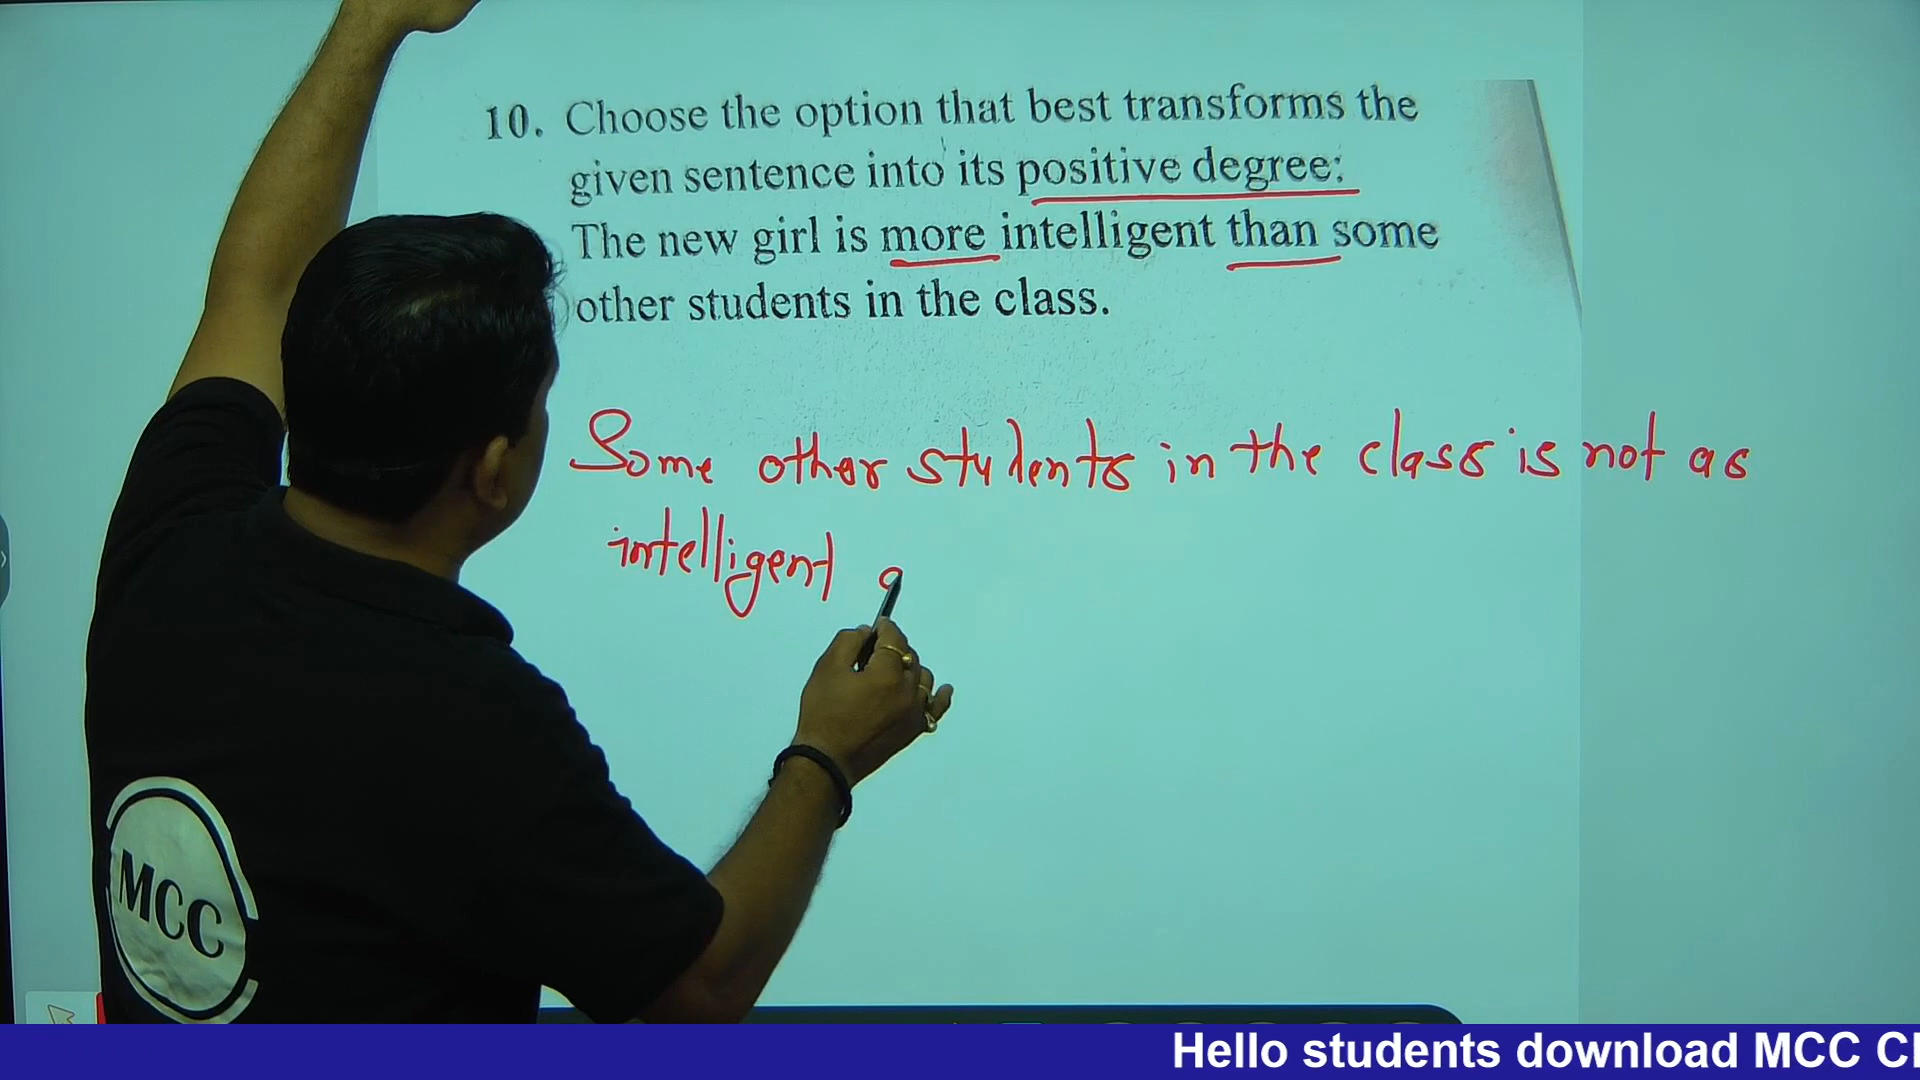 10. Choose the option that best transforms the
given sentence into its positive degree:
The new girl is more intelligent than some
other students in the class.
Some other students in the class is not as
intelligent a
MCC
Hello students download MCC